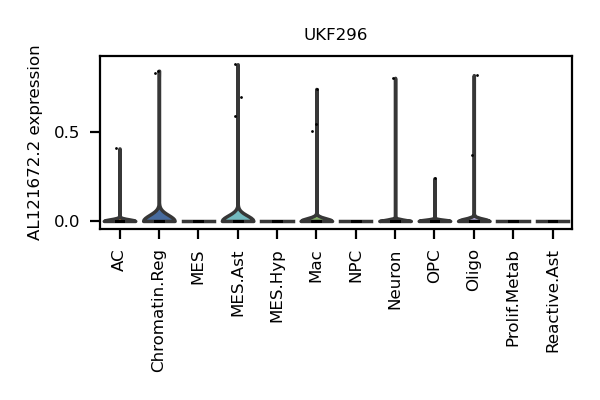 UKF296
AL121672.2 expression
0.5
0.0
AC
Chromatin.Reg
MES
MES.Ast
MES.Hyp
Mac
NPC
Neuron
OPC
Oligo
Prolif.Metab
Reactive.Ast